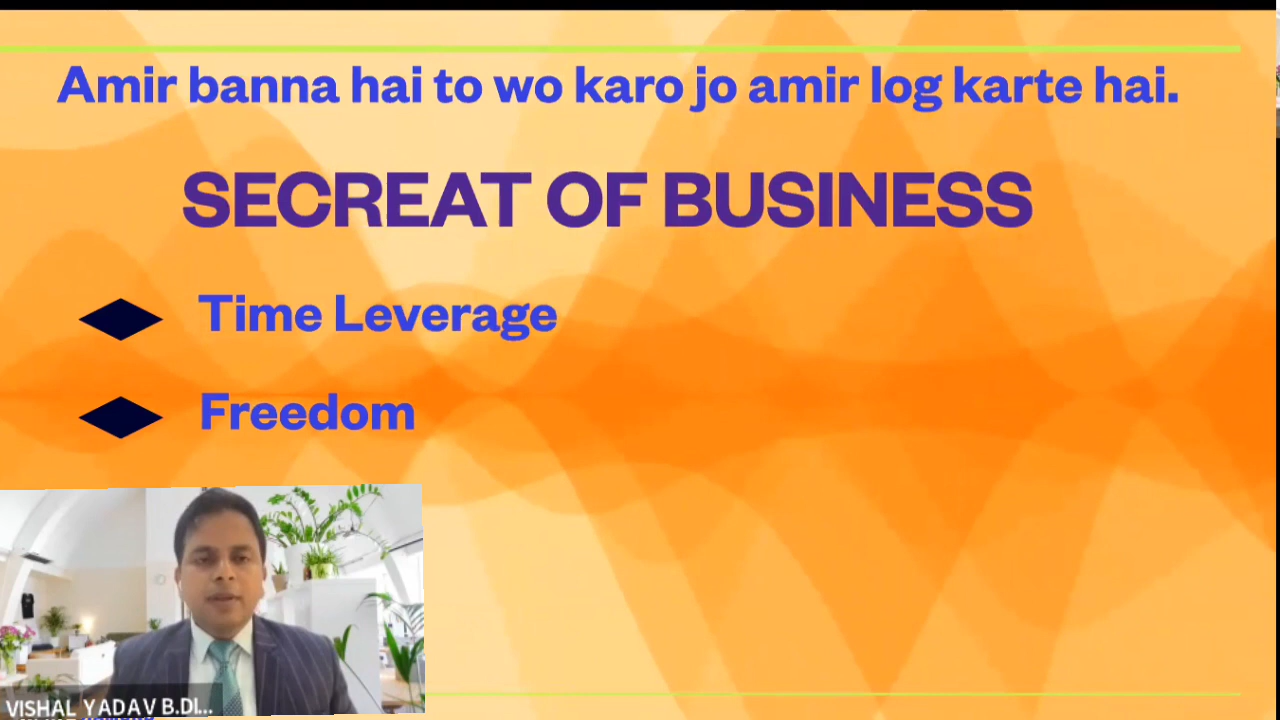 Amir banna hai to wo karo jo amir log karte hai.
SECREAT OF BUSINESS
Time Leverage
Freedom
VISHAL YADAV B.DI...